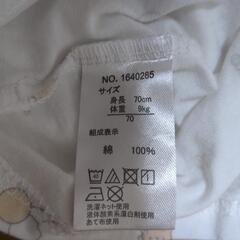 NO. 1640285
サイズ
身長 70cm
体重 9kg
70
組成表示
綿 100%
洗濯ネット使用
液体酸素系漂白剤使用
あて布使用